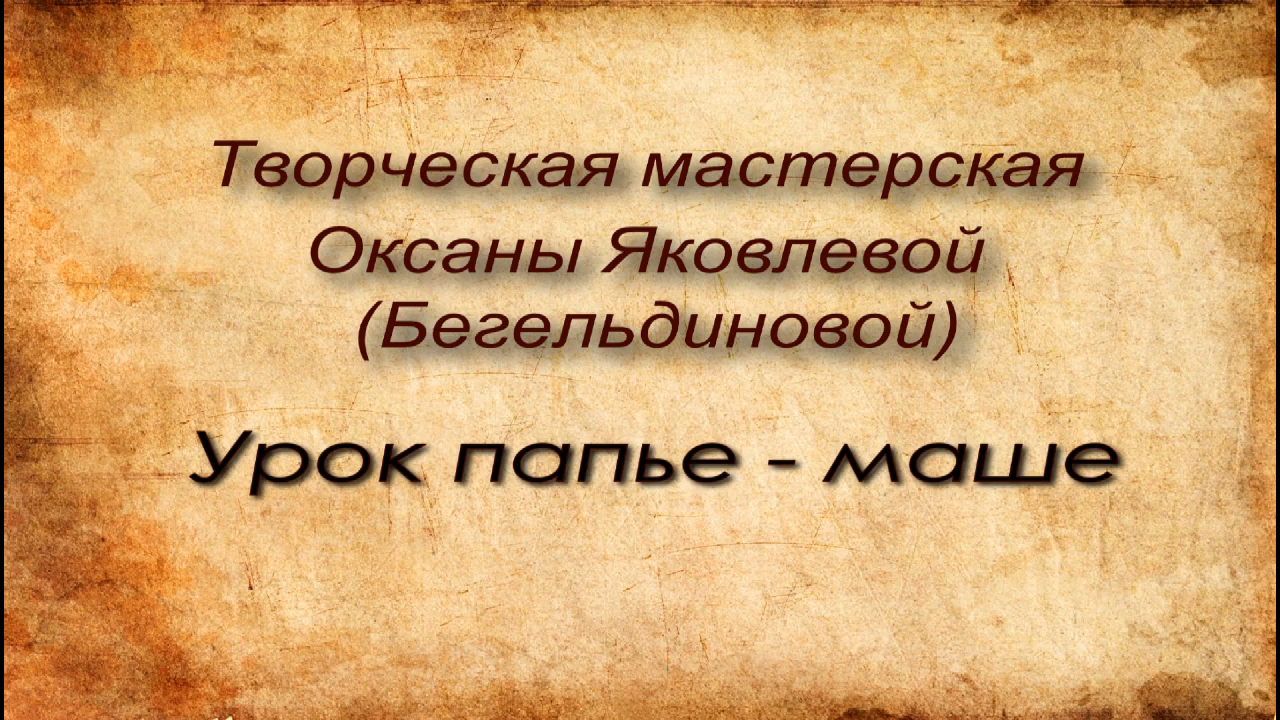 Творческая мастерская
Оксаны Яковлевой
(Бегельдиновой)
Урок папье - маше